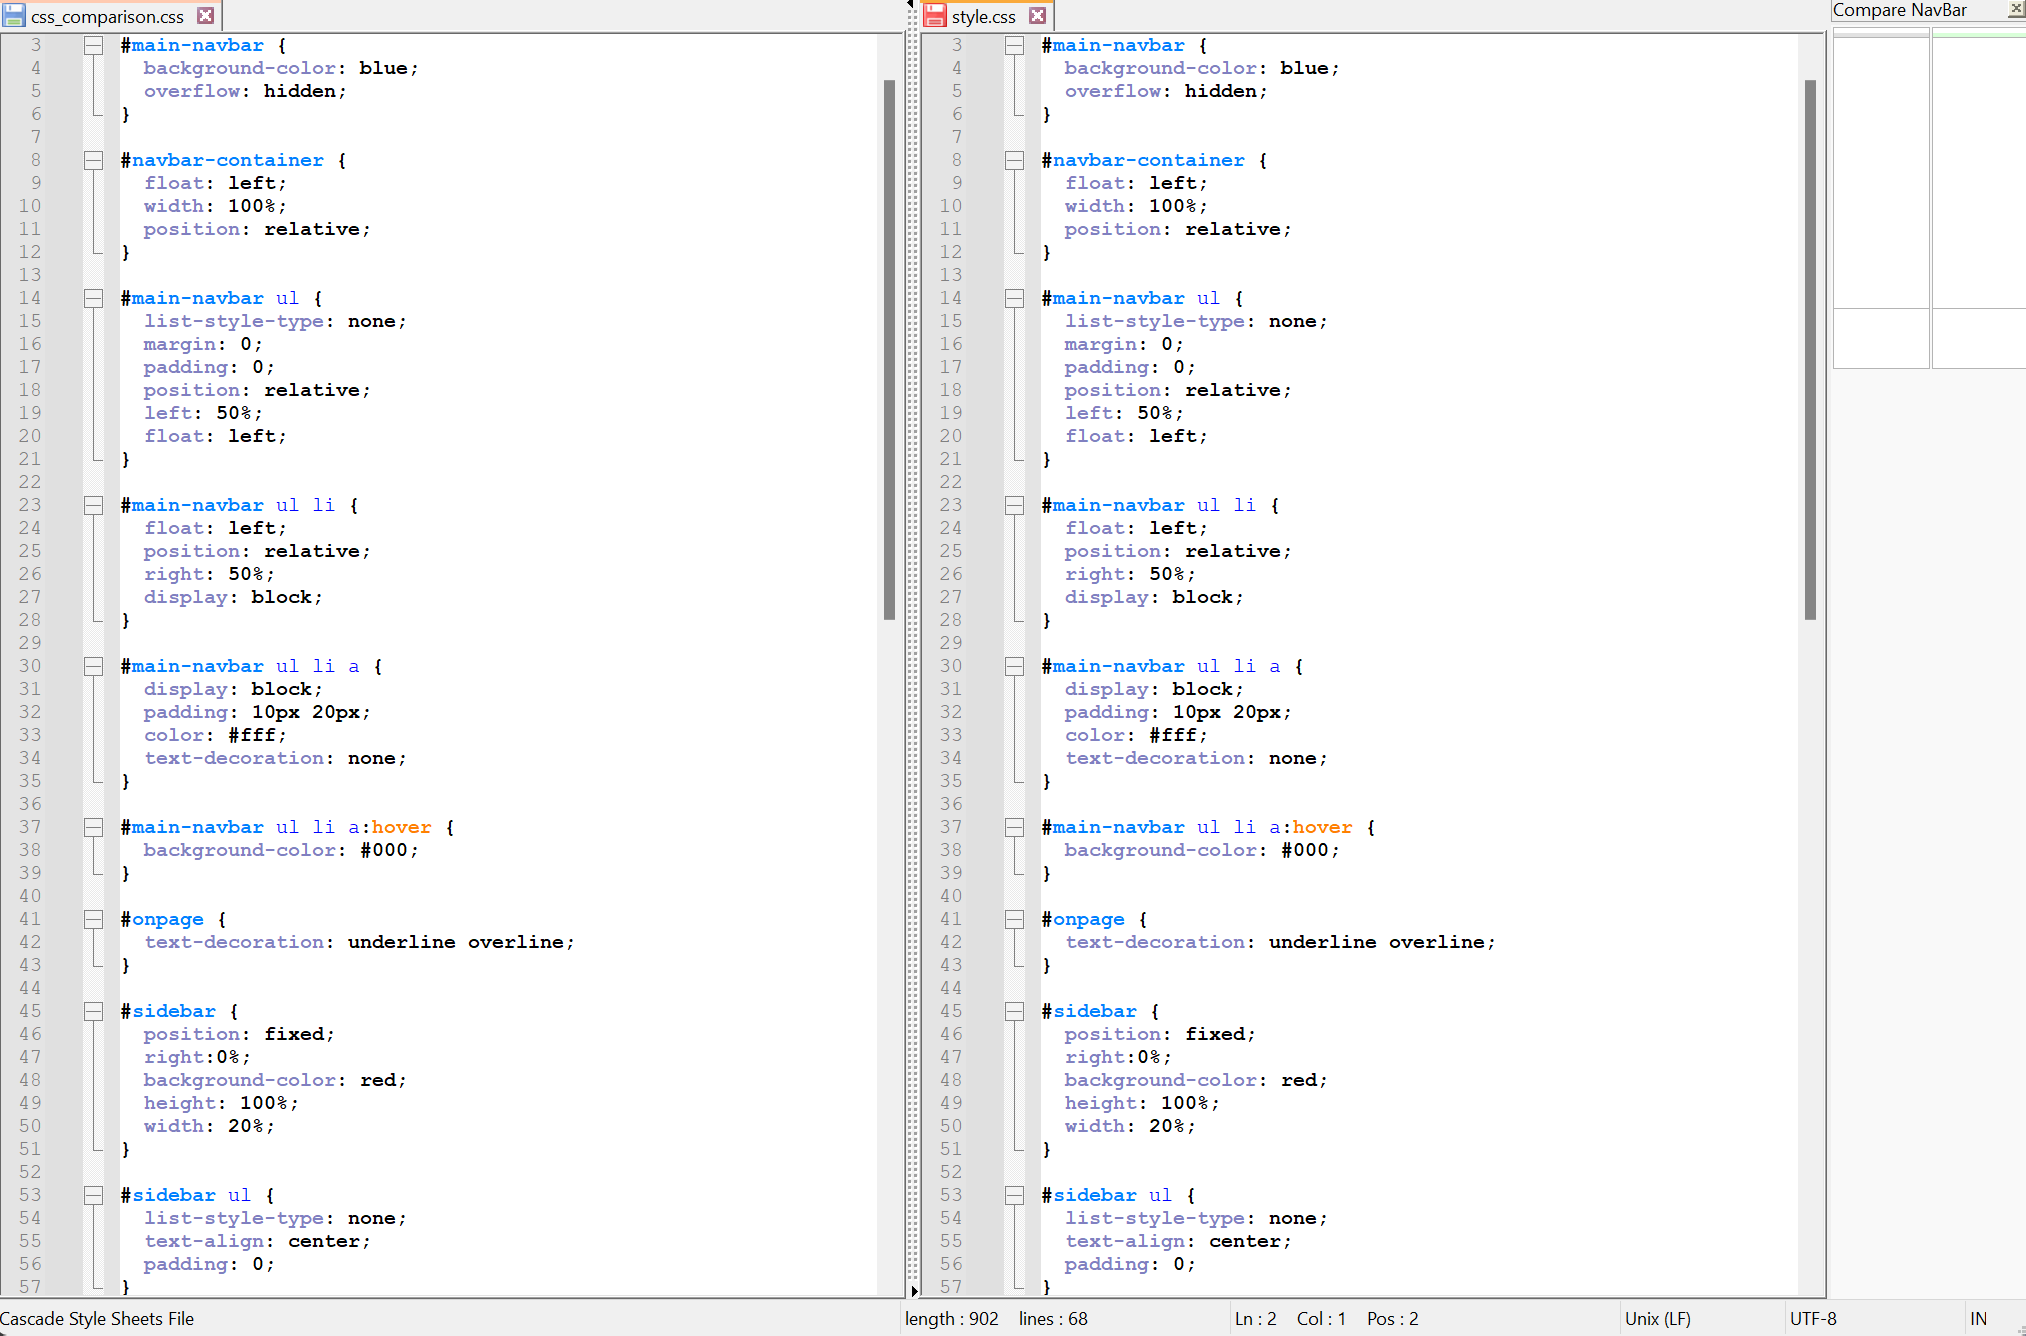 css_comparison.css
3 #main-navbar {
4 background-color: blue;
5 overflow: hidden;
6 }
7
8 #navbar-container {
9 float: left;
10 width: 100%;
11 position: relative;
12 }
13
14 #main-navbar ul {
15 list-style-type: none;
16 margin: 0;
17 padding: 0;
18 position: relative;
19 left: 50%;
20 float: left;
21 }
22
23 #main-navbar ul li {
24 float: left;
25 position: relative;
26 right: 50%;
27 display: block;
28 }
29
30 #main-navbar ul li a {
31 display: block;
32 padding: 10px 20px;
33 color: #fff;
34 text-decoration: none;
35 }
36
37 #main-navbar ul li a:hover {
38 background-color: #000;
39 }
40
41 #onpage {
42 text-decoration: underline overline;
43 }
44
45 #sidebar {
46 position: fixed;
47 right:0%;
48 background-color: red;
49 height: 100%;
50 width: 20%;
51 }
52
53 #sidebar ul {
54 list-style-type: none;
55 text-align: center;
56 padding: 0;
57 }
style.css
3 #main-navbar {
4 background-color: blue;
5 overflow: hidden;
6 }
7
8 #navbar-container {
9 float: left;
10 width: 100%;
11 position: relative;
12 }
13
14 #main-navbar ul {
15 list-style-type: none;
16 margin: 0;
17 padding: 0;
18 position: relative;
19 left: 50%;
20 float: left;
21 }
22
23 #main-navbar ul li {
24 float: left;
25 position: relative;
26 right: 50%;
27 display: block;
28 }
29
30 #main-navbar ul li a {
31 display: block;
32 padding: 10px 20px;
33 color: #fff;
34 text-decoration: none;
35 }
36
37 #main-navbar ul li a:hover {
38 background-color: #000;
39 }
40
41 #onpage {
42 text-decoration: underline overline;
43 }
44
45 #sidebar {
46 position: fixed;
47 right:0%;
48 background-color: red;
49 height: 100%;
50 width: 20%;
51 }
52
53 #sidebar ul {
54 list-style-type: none;
55 text-align: center;
56 padding: 0;
57 }
Compare NavBar
Cascade Style Sheets File length : 902 lines : 68 Ln : 2 Col : 1 Pos : 2 Unix (LF) UTF-8 IN